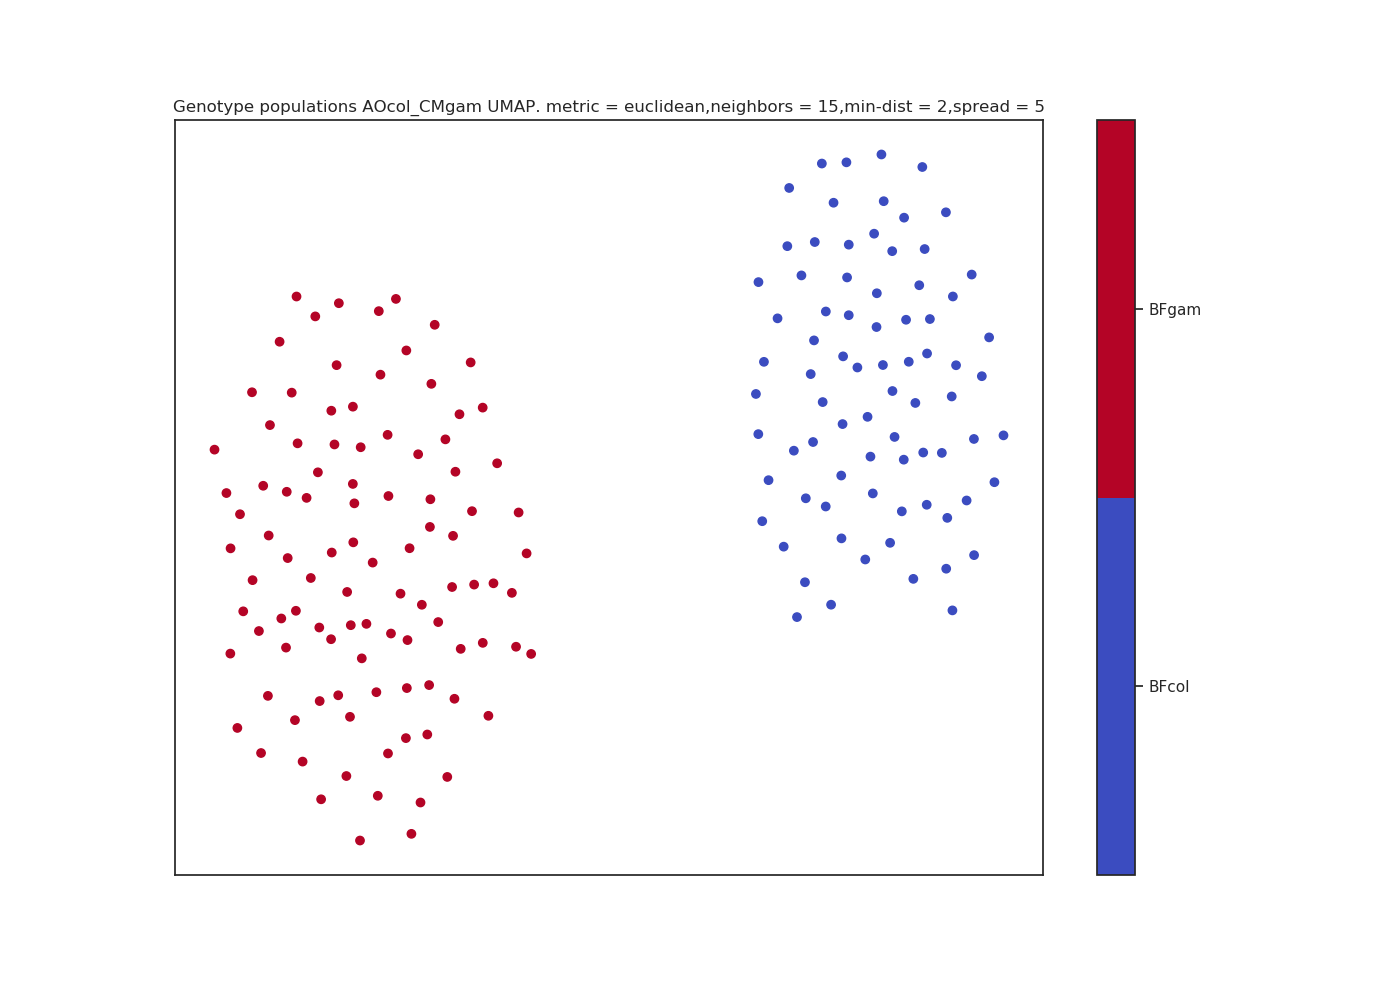 Genotype populations AOcol_CMgam UMAP. metric = euclidean,neighbors = 15,min-dist = 2,spread = 5
BFgam
BFcol